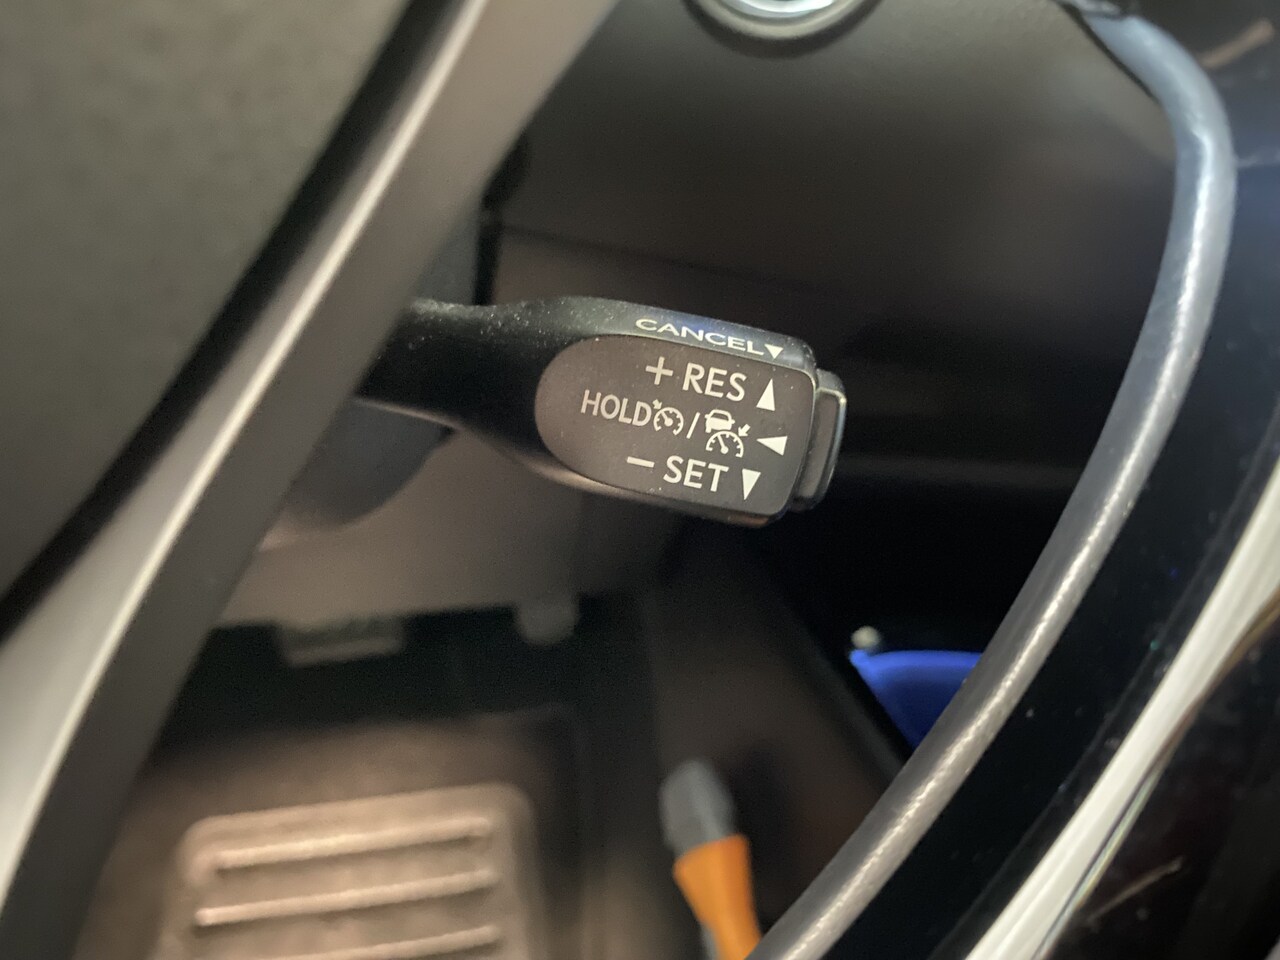 CANCEL▼
+ RES ▲
HOLD / ◀
− SET ▼